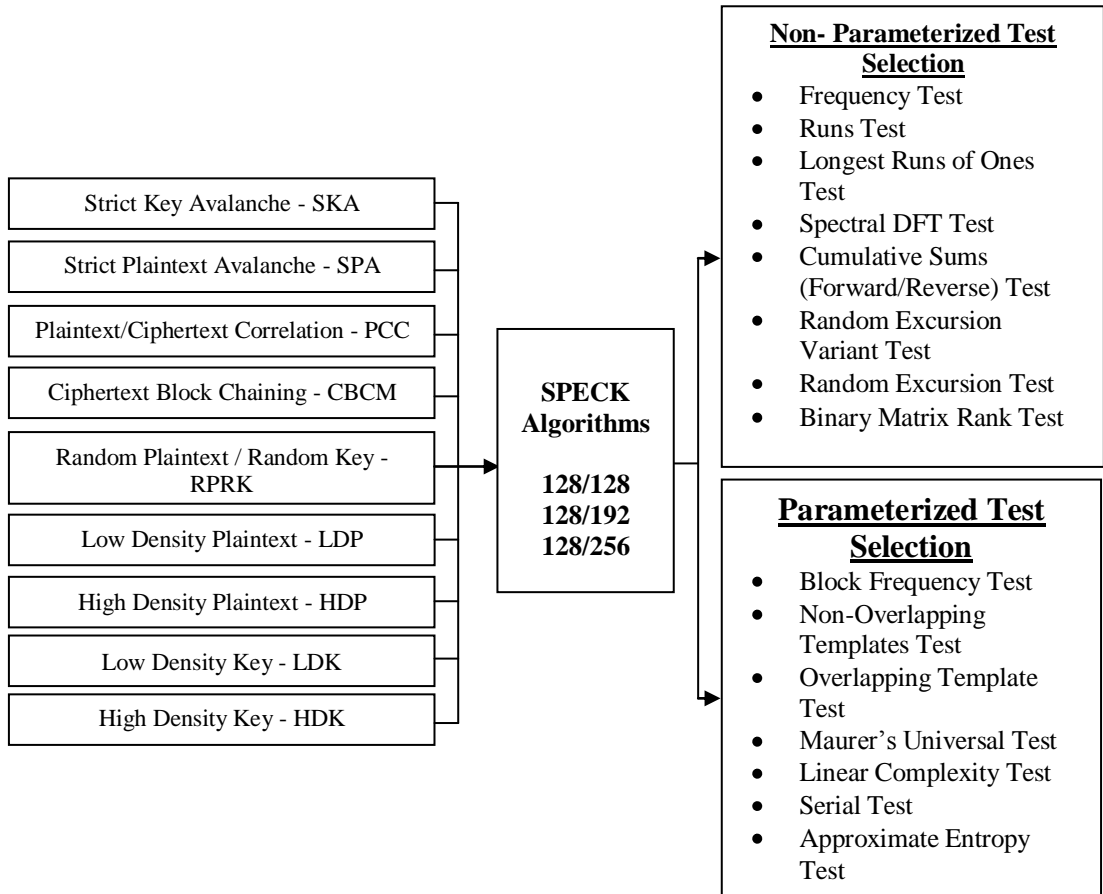 Strict Key Avalanche - SKA
Strict Plaintext Avalanche - SPA
Plaintext/Ciphertext Correlation - PCC
Ciphertext Block Chaining - CBCM
Random Plaintext / Random Key -
RPRK
Low Density Plaintext - LDP
High Density Plaintext - HDP
Low Density Key - LDK
High Density Key - HDK
SPECK
Algorithms
128/128
128/192
128/256
Non- Parameterized Test
Selection
• Frequency Test
• Runs Test
• Longest Runs of Ones
Test
• Spectral DFT Test
• Cumulative Sums
(Forward/Reverse) Test
• Random Excursion
Variant Test
• Random Excursion Test
• Binary Matrix Rank Test
Parameterized Test
Selection
• Block Frequency Test
• Non-Overlapping
Templates Test
• Overlapping Template
Test
• Maurer’s Universal Test
• Linear Complexity Test
• Serial Test
• Approximate Entropy
Test